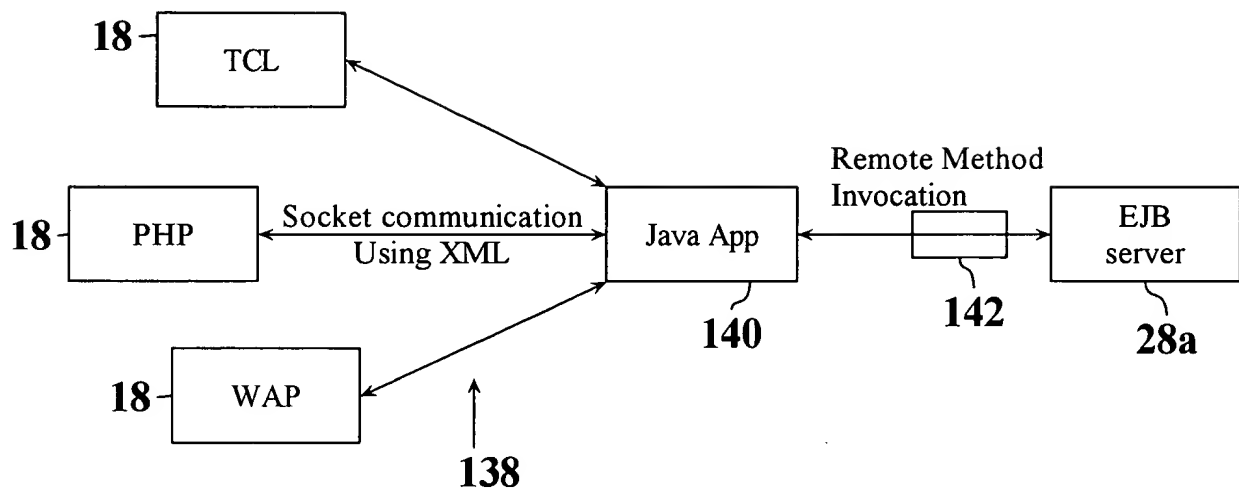 18
TCL
Remote Method
Invocation
18
PHP
Socket communication
Using XML
Java App
EJB
server
140
142
28a
18
WAP
138